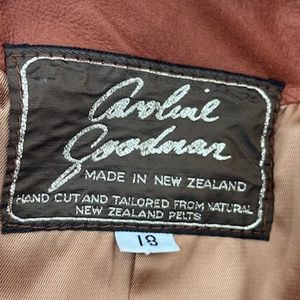 Caroline
Goodman
MADE IN NEW ZEALAND
HAND CUT AND TAILORED FROM NATURAL
NEW ZEALAND PELTS
18